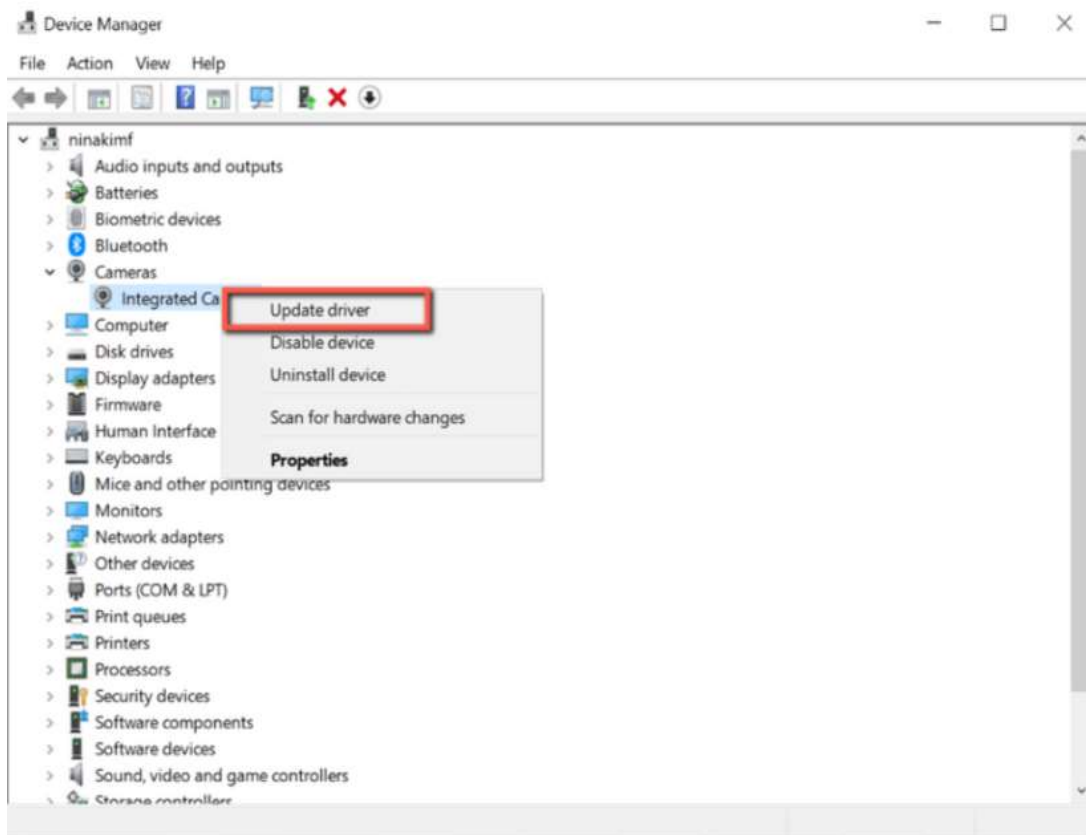 Device Manager
File Action View Help
ninakimf
Audio inputs and outputs
Batteries
Biometric devices
Bluetooth
Cameras
Integrated Ca
Update driver
Computer
Disable device
Disk drives
Uninstall device
Display adapters
Firmware
Scan for hardware changes
Human Interface
Keyboards
Properties
Mice and other pointing devices
Monitors
Network adapters
Other devices
Ports (COM & LPT)
Print queues
Printers
Processors
Security devices
Software components
Software devices
Sound, video and game controllers
Storage controllers